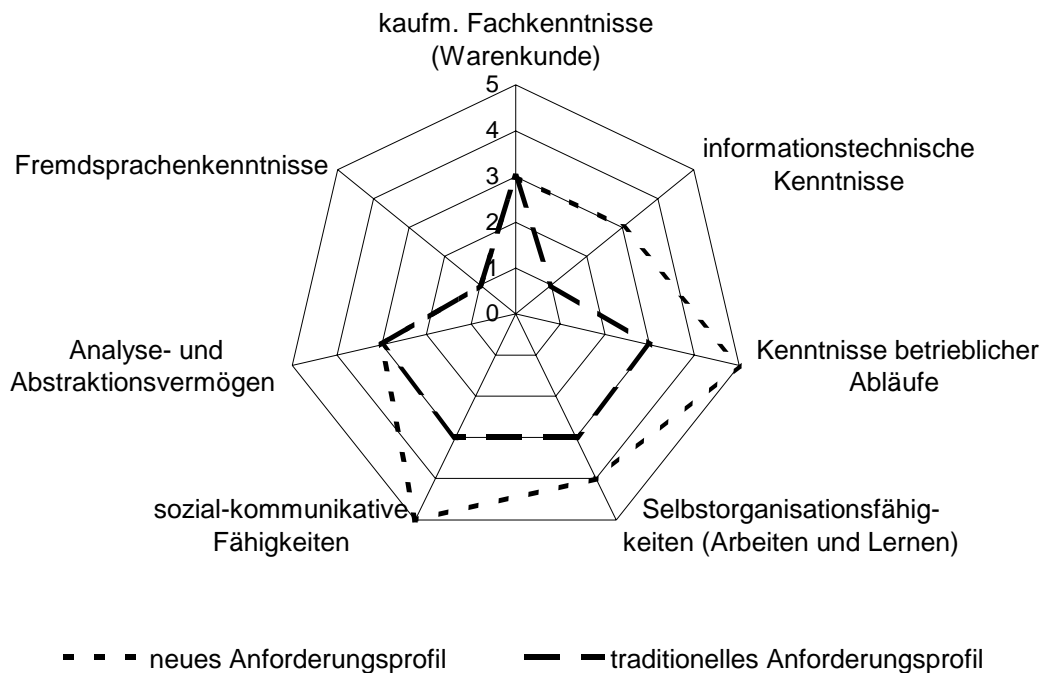 kaufm. Fachkenntnisse
(Warenkunde)
5
4
3
2
1
0
informationstechnische
Kenntnisse
Fremdsprachenkenntnisse
Kenntnisse betrieblicher
Abläufe
Analyse- und
Abstraktionsvermögen
Selbstorganisationsfähig-
keiten (Arbeiten und Lernen)
sozial-kommunikative
Fähigkeiten
neues Anforderungsprofil
traditionelles Anforderungsprofil